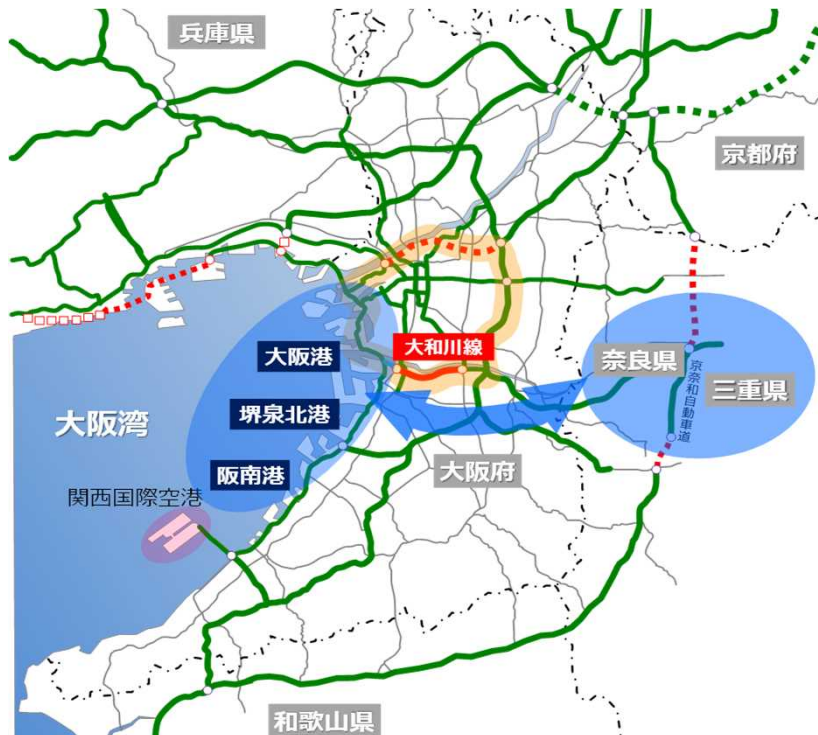 兵庫県
京都府
大阪港
大和川線
奈良県
三重県
京奈和自動車道
大阪湾
堺泉北港
大阪府
阪南港
関西国際空港
和歌山県